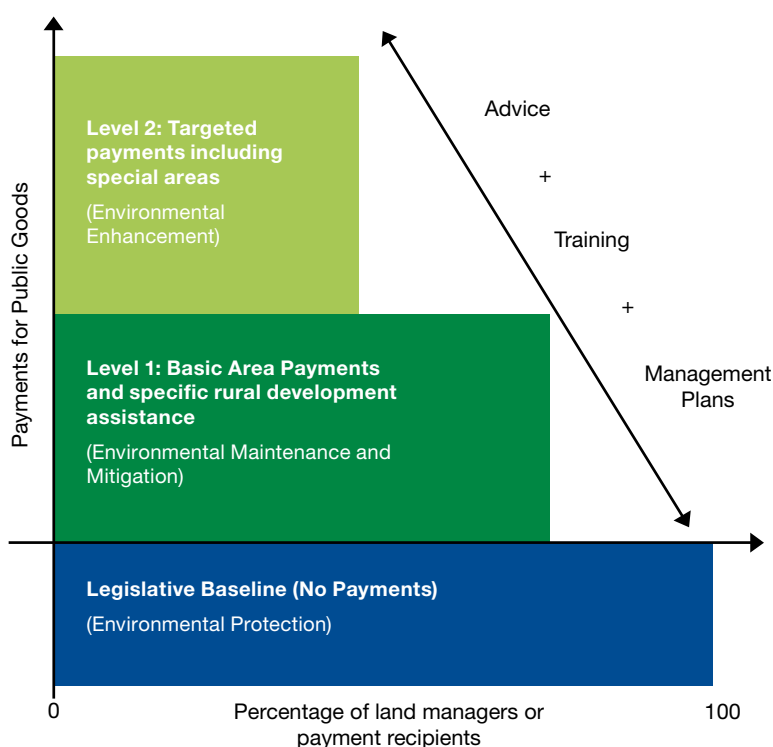 Payments for Public Goods
Level 2: Targeted
payments including
special areas
(Environmental
Enhancement)
Level 1: Basic Area Payments
and specific rural development
assistance
(Environmental Maintenance and
Mitigation)
Legislative Baseline (No Payments)
(Environmental Protection)
Advice
+
Training
+
Management
Plans
0
Percentage of land managers or
payment recipients
100